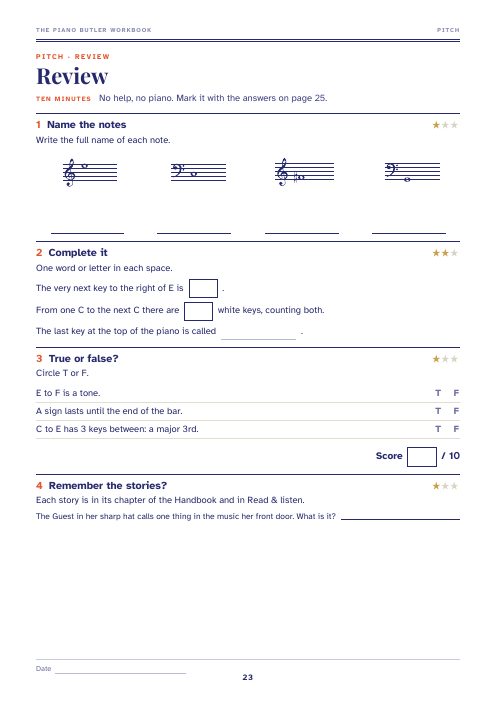 THE PIANO BUTLER WORKBOOK PITCH
PITCH · REVIEW
Review
TEN MINUTES No help, no piano. Mark it with the answers on page 25.
1 Name the notes ★★★
Write the full name of each note.
2 Complete it ★★★
One word or letter in each space.
The very next key to the right of E is .
From one C to the next C there are white keys, counting both.
The last key at the top of the piano is called .
3 True or false? ★★★
Circle T or F.
E to F is a tone. T F
A sign lasts until the end of the bar. T F
C to E has 3 keys between: a major 3rd. T F
Score / 10
4 Remember the stories? ★★★
Each story is in its chapter of the Handbook and in Read & listen.
The Guest in her sharp hat calls one thing in the music her front door. What is it?
Date
23